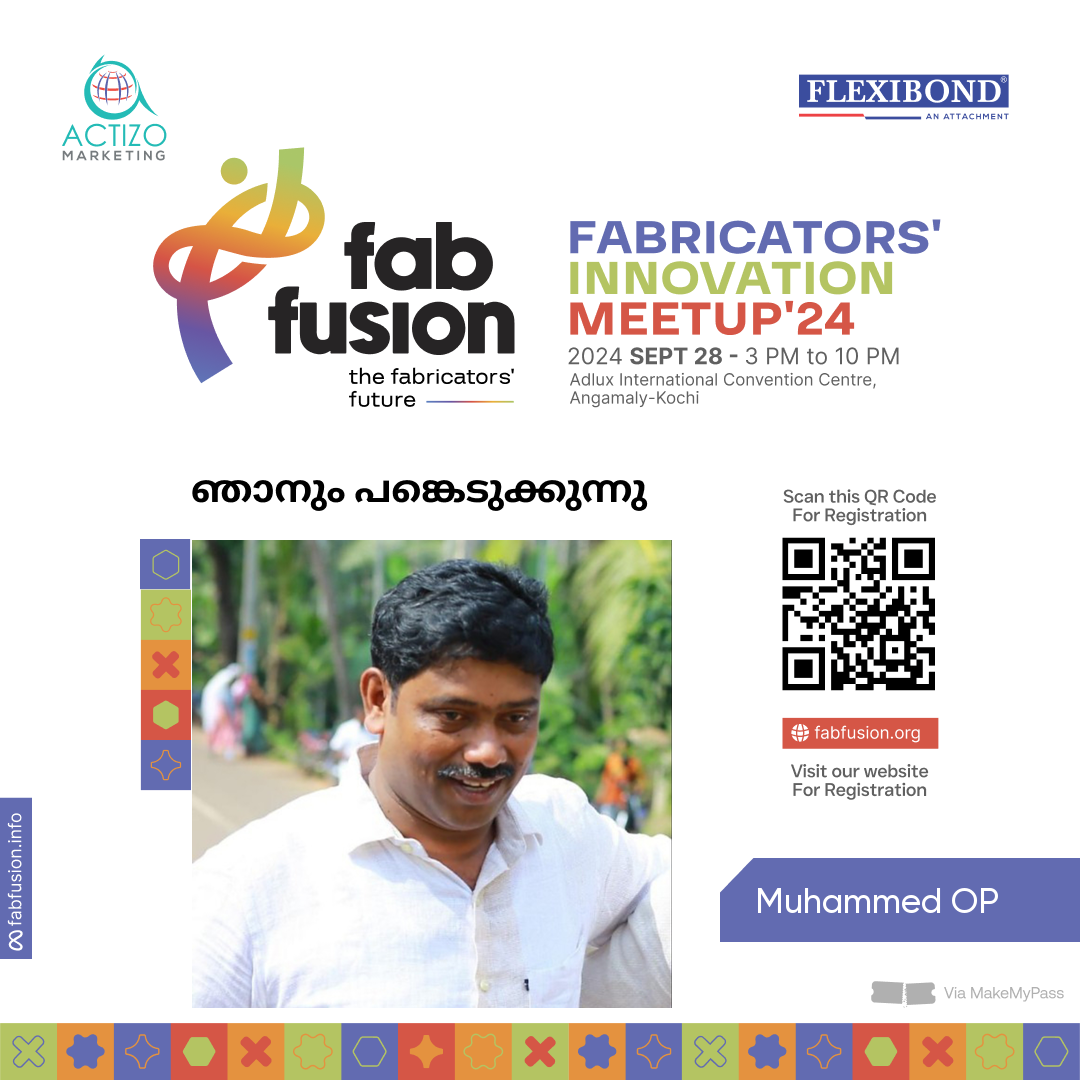 ACTIZO
MARKETING
FLEXIBOND®
AN ATTACHMENT
fab
fusion
the fabricators'
future
FABRICATORS'
INNOVATION
MEETUP'24
2024 SEPT 28 - 3 PM to 10 PM
Adlux International Convention Centre,
Angamaly-Kochi
ഞാനും പങ്കെടുക്കുന്നു
Scan this QR Code
For Registration
fabfusion.org
Visit our website
For Registration
fabfusion.info
Muhammed OP
Via MakeMyPass